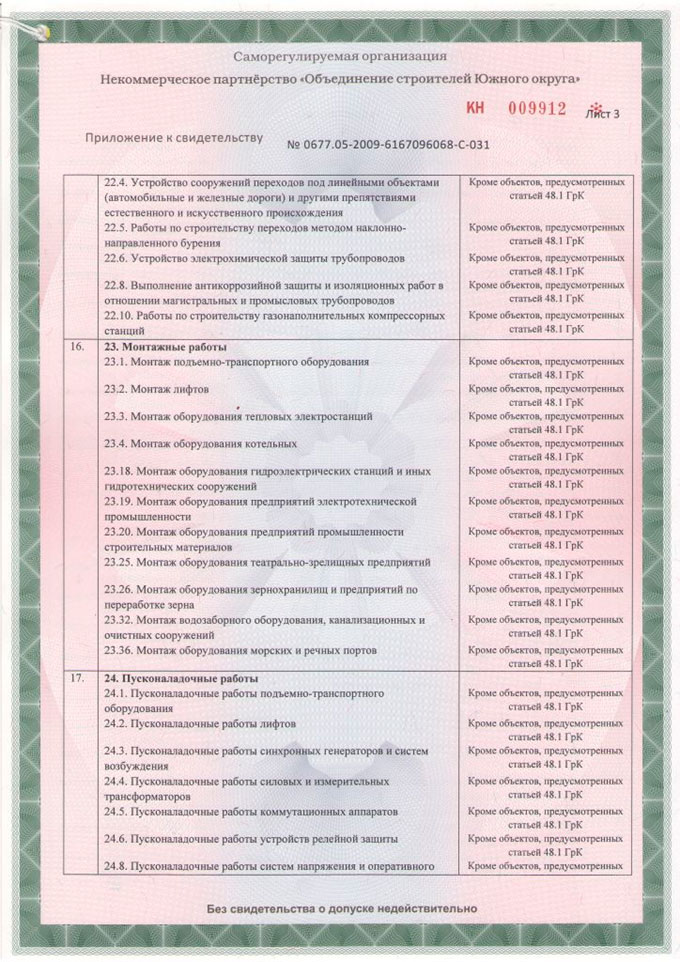 Саморегулируемая организация
Некоммерческое партнёрство «Объединение строителей Южного округа»
КН 009912
Лист 3
Приложение к свидетельству № 0677.05-2009-6167096068-С-031
22.4. Устройство сооружений переходов под линейными объектами Кроме объектов, предусмотренных
(автомобильные и железные дороги) и другими препятствиями статьей 48.1 ГрК
естественного и искусственного происхождения
22.5. Работы по строительству переходов методом наклонно- Кроме объектов, предусмотренных
направленного бурения статьей 48.1 ГрК
22.6. Устройство электрохимической защиты трубопроводов Кроме объектов, предусмотренных
статьей 48.1 ГрК
22.8. Выполнение антикоррозийной защиты и изоляционных работ в Кроме объектов, предусмотренных
отношении магистральных и промысловых трубопроводов статьей 48.1 ГрК
22.10. Работы по строительству газонаполнительных компрессорных Кроме объектов, предусмотренных
станций статьей 48.1 ГрК
16. 23. Монтажные работы
23.1. Монтаж подъемно-транспортного оборудования Кроме объектов, предусмотренных
статьей 48.1 ГрК
23.2. Монтаж лифтов Кроме объектов, предусмотренных
статьей 48.1 ГрК
23.3. Монтаж оборудования тепловых электростанций Кроме объектов, предусмотренных
статьей 48.1 ГрК
23.4. Монтаж оборудования котельных Кроме объектов, предусмотренных
статьей 48.1 ГрК
23.18. Монтаж оборудования гидроэлектрических станций и иных Кроме объектов, предусмотренных
гидротехнических сооружений статьей 48.1 ГрК
23.19. Монтаж оборудования предприятий электротехнической Кроме объектов, предусмотренных
промышленности статьей 48.1 ГрК
23.20. Монтаж оборудования предприятий промышленности Кроме объектов, предусмотренных
строительных материалов статьей 48.1 ГрК
23.25. Монтаж оборудования театрально-зрелищных предприятий Кроме объектов, предусмотренных
статьей 48.1 ГрК
23.26. Монтаж оборудования зернохранилищ и предприятий по Кроме объектов, предусмотренных
переработке зерна статьей 48.1 ГрК
23.32. Монтаж водозаборного оборудования, канализационных и Кроме объектов, предусмотренных
очистных сооружений статьей 48.1 ГрК
23.36. Монтаж оборудования морских и речных портов Кроме объектов, предусмотренных
статьей 48.1 ГрК
17. 24. Пусконаладочные работы
24.1. Пусконаладочные работы подъемно-транспортного Кроме объектов, предусмотренных
оборудования статьей 48.1 ГрК
24.2. Пусконаладочные работы лифтов Кроме объектов, предусмотренных
статьей 48.1 ГрК
24.3. Пусконаладочные работы синхронных генераторов и систем Кроме объектов, предусмотренных
возбуждения статьей 48.1 ГрК
24.4. Пусконаладочные работы силовых и измерительных Кроме объектов, предусмотренных
трансформаторов статьей 48.1 ГрК
24.5. Пусконаладочные работы коммутационных аппаратов Кроме объектов, предусмотренных
статьей 48.1 ГрК
24.6. Пусконаладочные работы устройств релейной защиты Кроме объектов, предусмотренных
статьей 48.1 ГрК
24.8. Пусконаладочные работы систем напряжения и оперативного Кроме объектов, предусмотренных
Без свидетельства о допуске недействительно